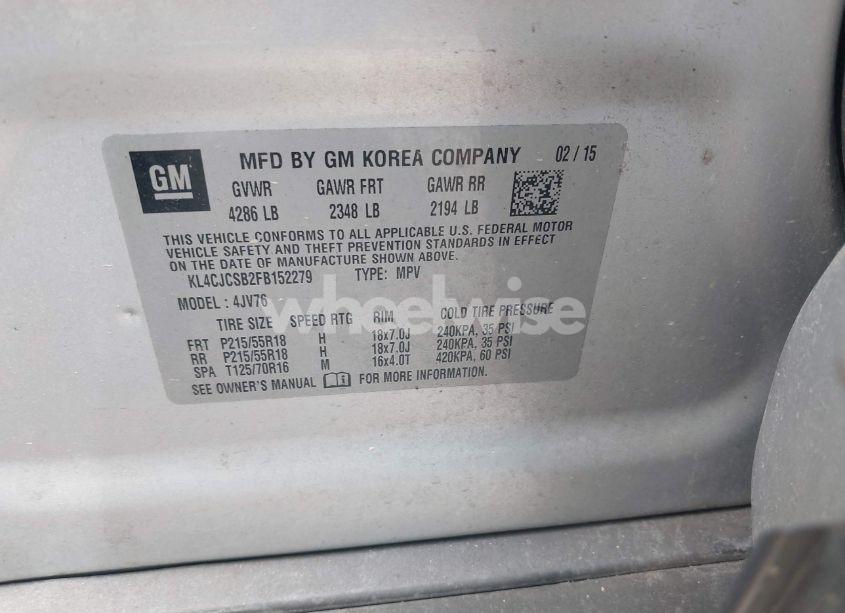 GM
MFD BY GM KOREA COMPANY 02 / 15
GVWR GAWR FRT GAWR RR
4286 LB 2348 LB 2194 LB
THIS VEHICLE CONFORMS TO ALL APPLICABLE U.S. FEDERAL MOTOR
VEHICLE SAFETY AND THEFT PREVENTION STANDARDS IN EFFECT
ON THE DATE OF MANUFACTURE SHOWN ABOVE.
KL4CJCSB2FB152279 TYPE: MPV
MODEL : 4JV76
wheelwise
TIRE SIZE SPEED RTG RIM COLD TIRE PRESSURE
FRT P215/55R18 H 18x7.0J 240KPA, 35 PSI
RR P215/55R18 H 18x7.0J 240KPA, 35 PSI
SPA T125/70R16 M 16x4.0T 420KPA, 60 PSI
SEE OWNER'S MANUAL FOR MORE INFORMATION.